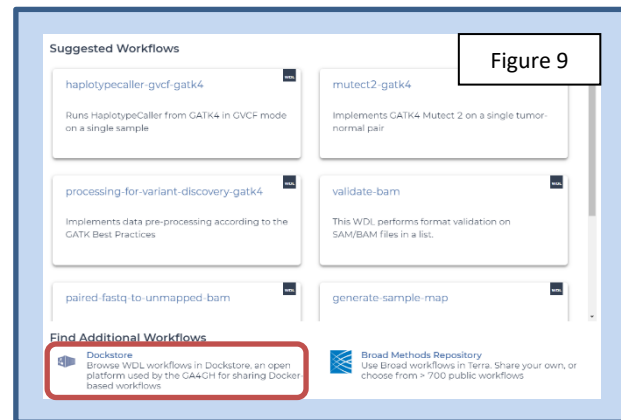 Suggested Workflows
Figure 9
haplotypecaller-gvcf-gatk4
WDL
Runs HaplotypeCaller from GATK4 in GVCF mode
on a single sample
mutect2-gatk4
Implements GATK4 Mutect 2 on a single tumor-
normal pair
processing-for-variant-discovery-gatk4
WDL
Implements data pre-processing according to the
GATK Best Practices
validate-bam
WDL
This WDL performs format validation on
SAM/BAM files in a list.
paired-fastq-to-unmapped-bam
WDL
generate-sample-map
WDL
Find Additional Workflows
Dockstore
Browse WDL workflows in Dockstore, an open
platform used by the GA4GH for sharing Docker-
based workflows
Broad Methods Repository
Use Broad workflows in Terra. Share your own, or
choose from > 700 public workflows